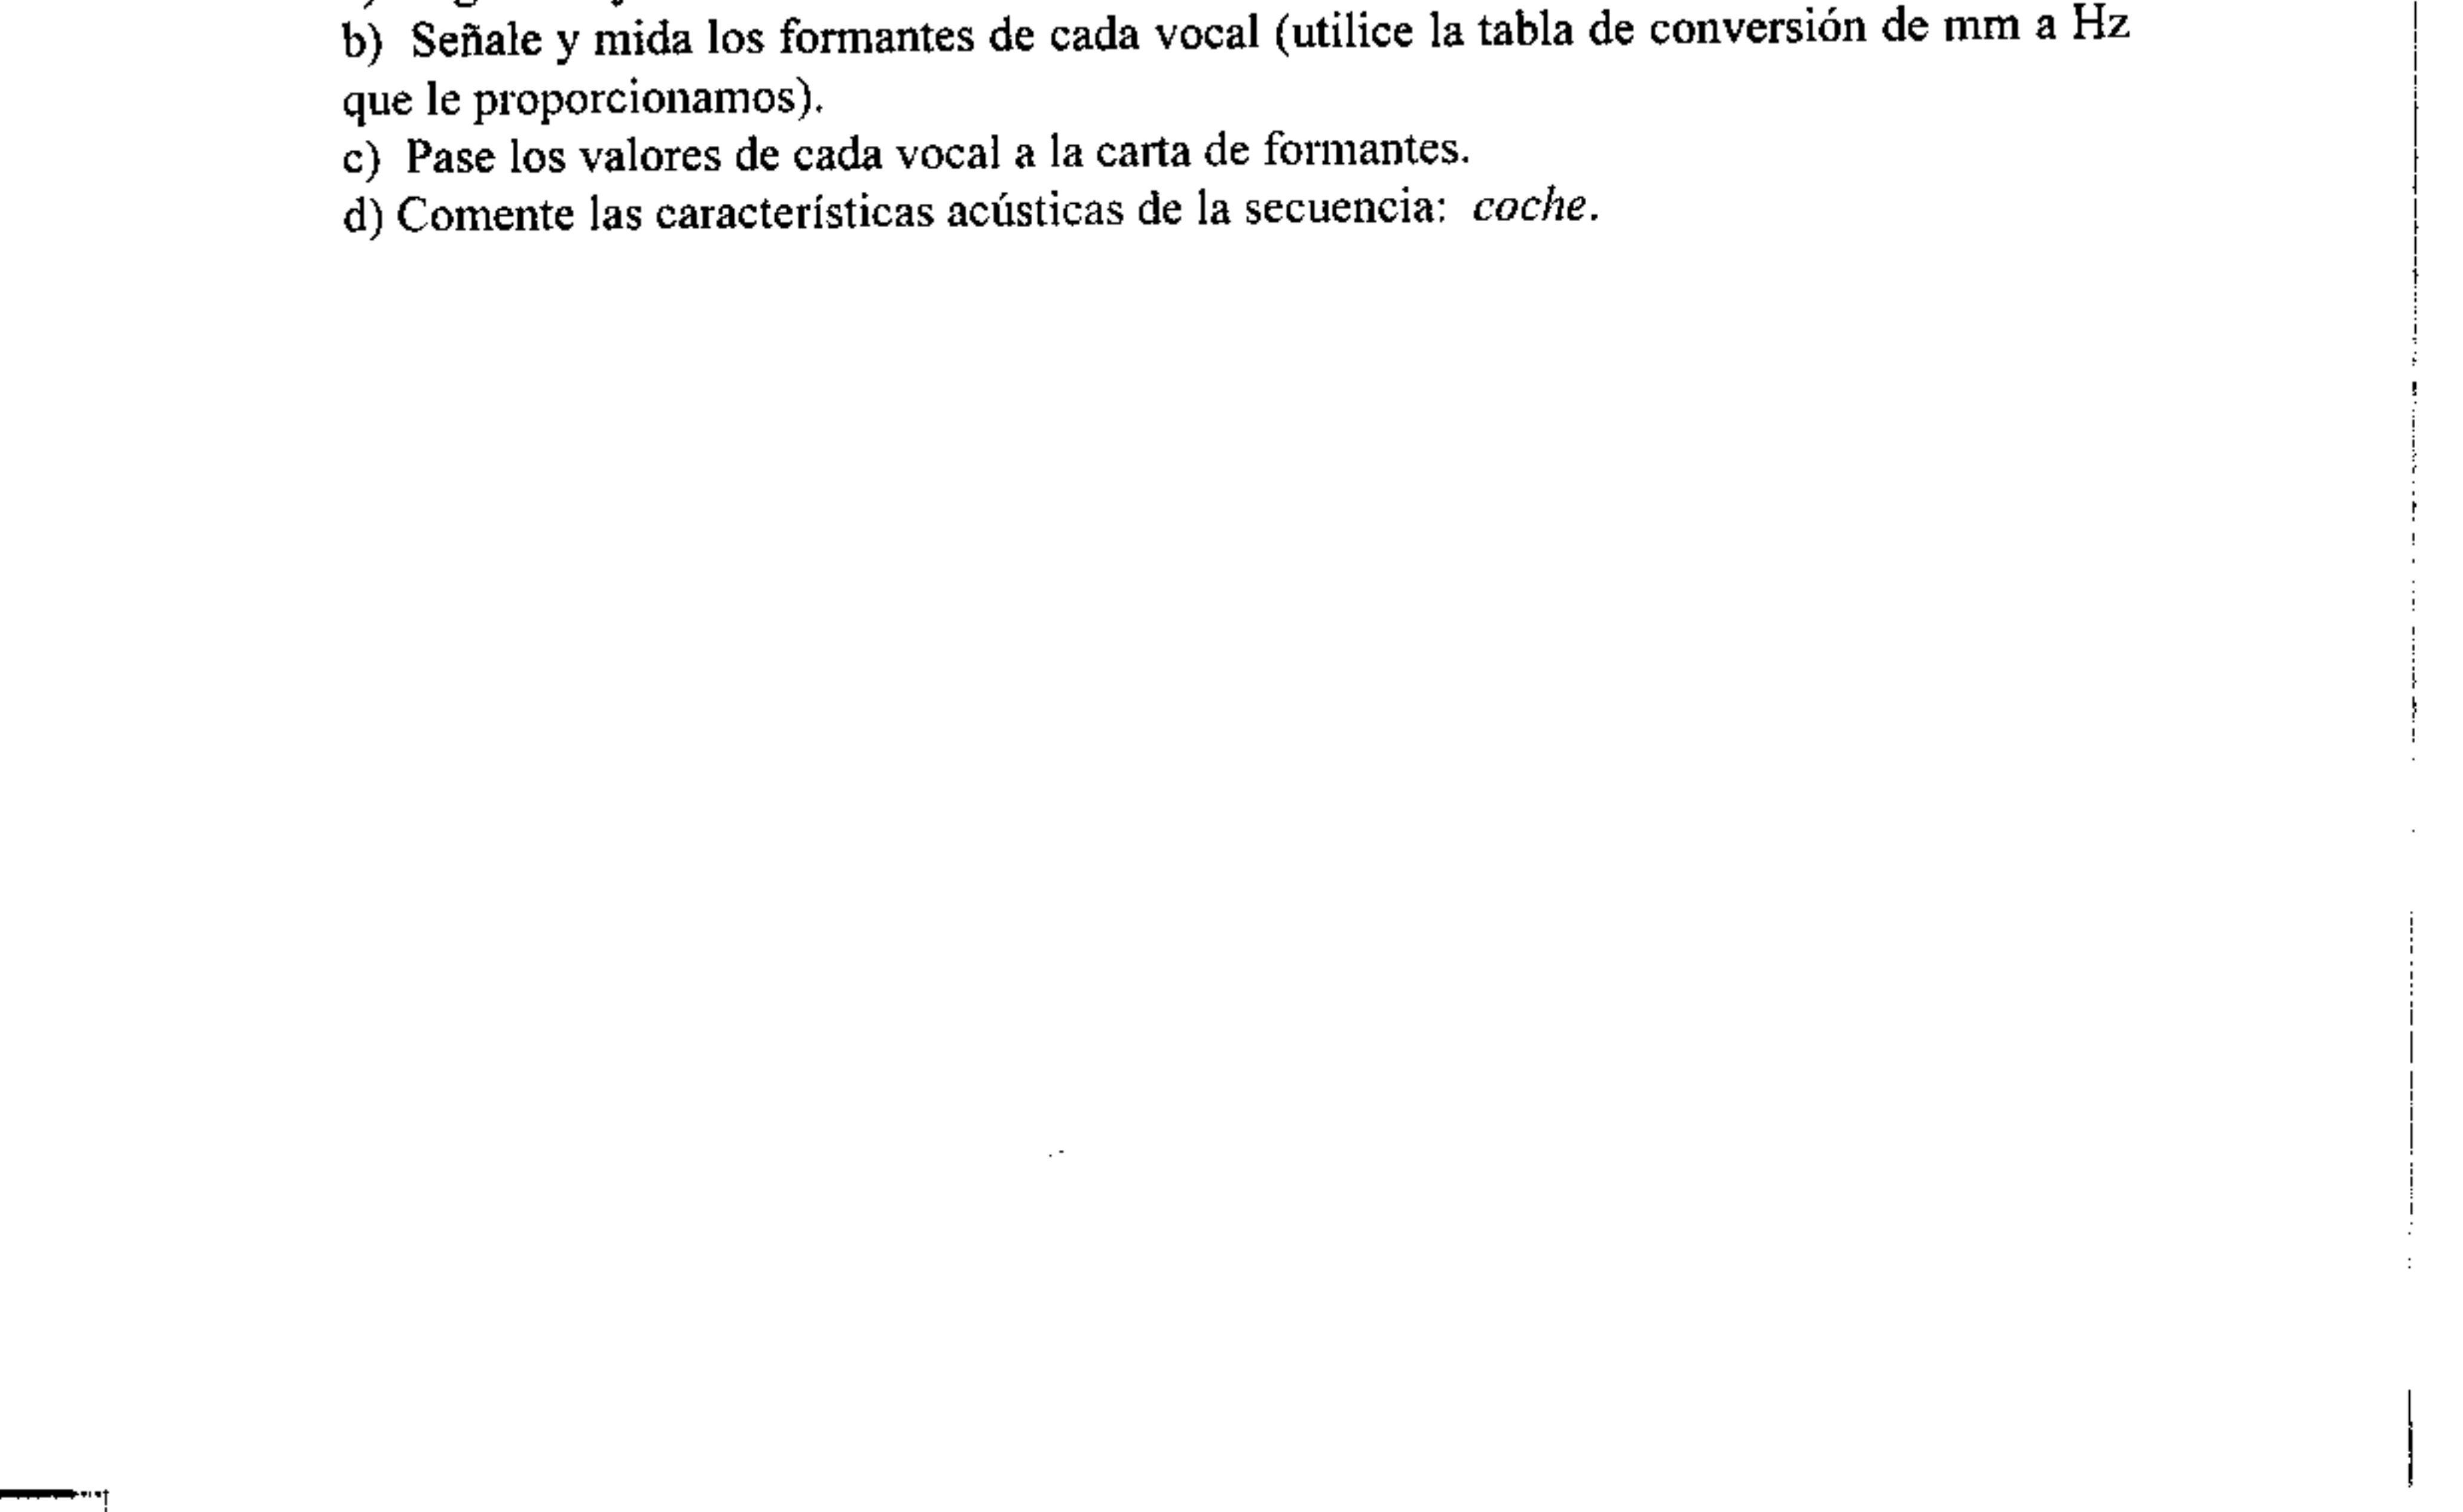 b) Señale y mida los formantes de cada vocal (utilice la tabla de conversión de mm a Hz
que le proporcionamos).
c) Pase los valores de cada vocal a la carta de formantes.
d) Comente las características acústicas de la secuencia: coche.